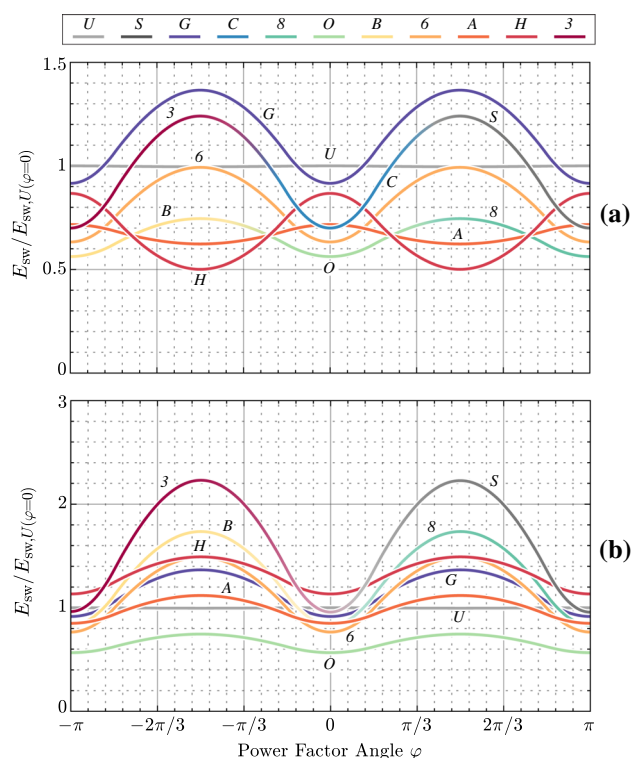 U S G C 8 O B 6 A H 3
1.5
1
0.5
0
E_sw/E_sw,U(φ=0)
3
G
S
U
6
C
B
8
A
H
O
(a)
3
2
1
0
E_sw/E_sw,U(φ=0)
3
S
B
8
H
G
A
U
6
O
(b)
−π −2π/3 −π/3 0 π/3 2π/3 π
Power Factor Angle φ